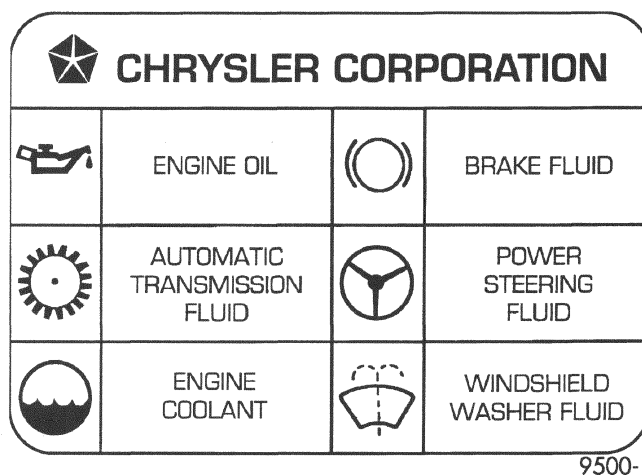 CHRYSLER CORPORATION
ENGINE OIL
BRAKE FLUID
AUTOMATIC
TRANSMISSION
FLUID
POWER
STEERING
FLUID
ENGINE
COOLANT
WINDSHIELD
WASHER FLUID
9500-